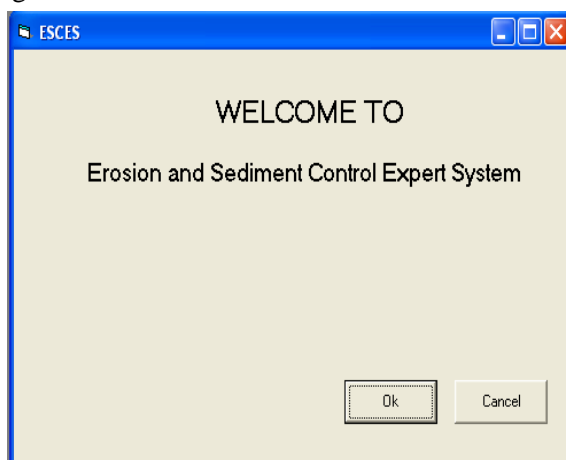 ESCES
WELCOME TO
Erosion and Sediment Control Expert System
Ok
Cancel